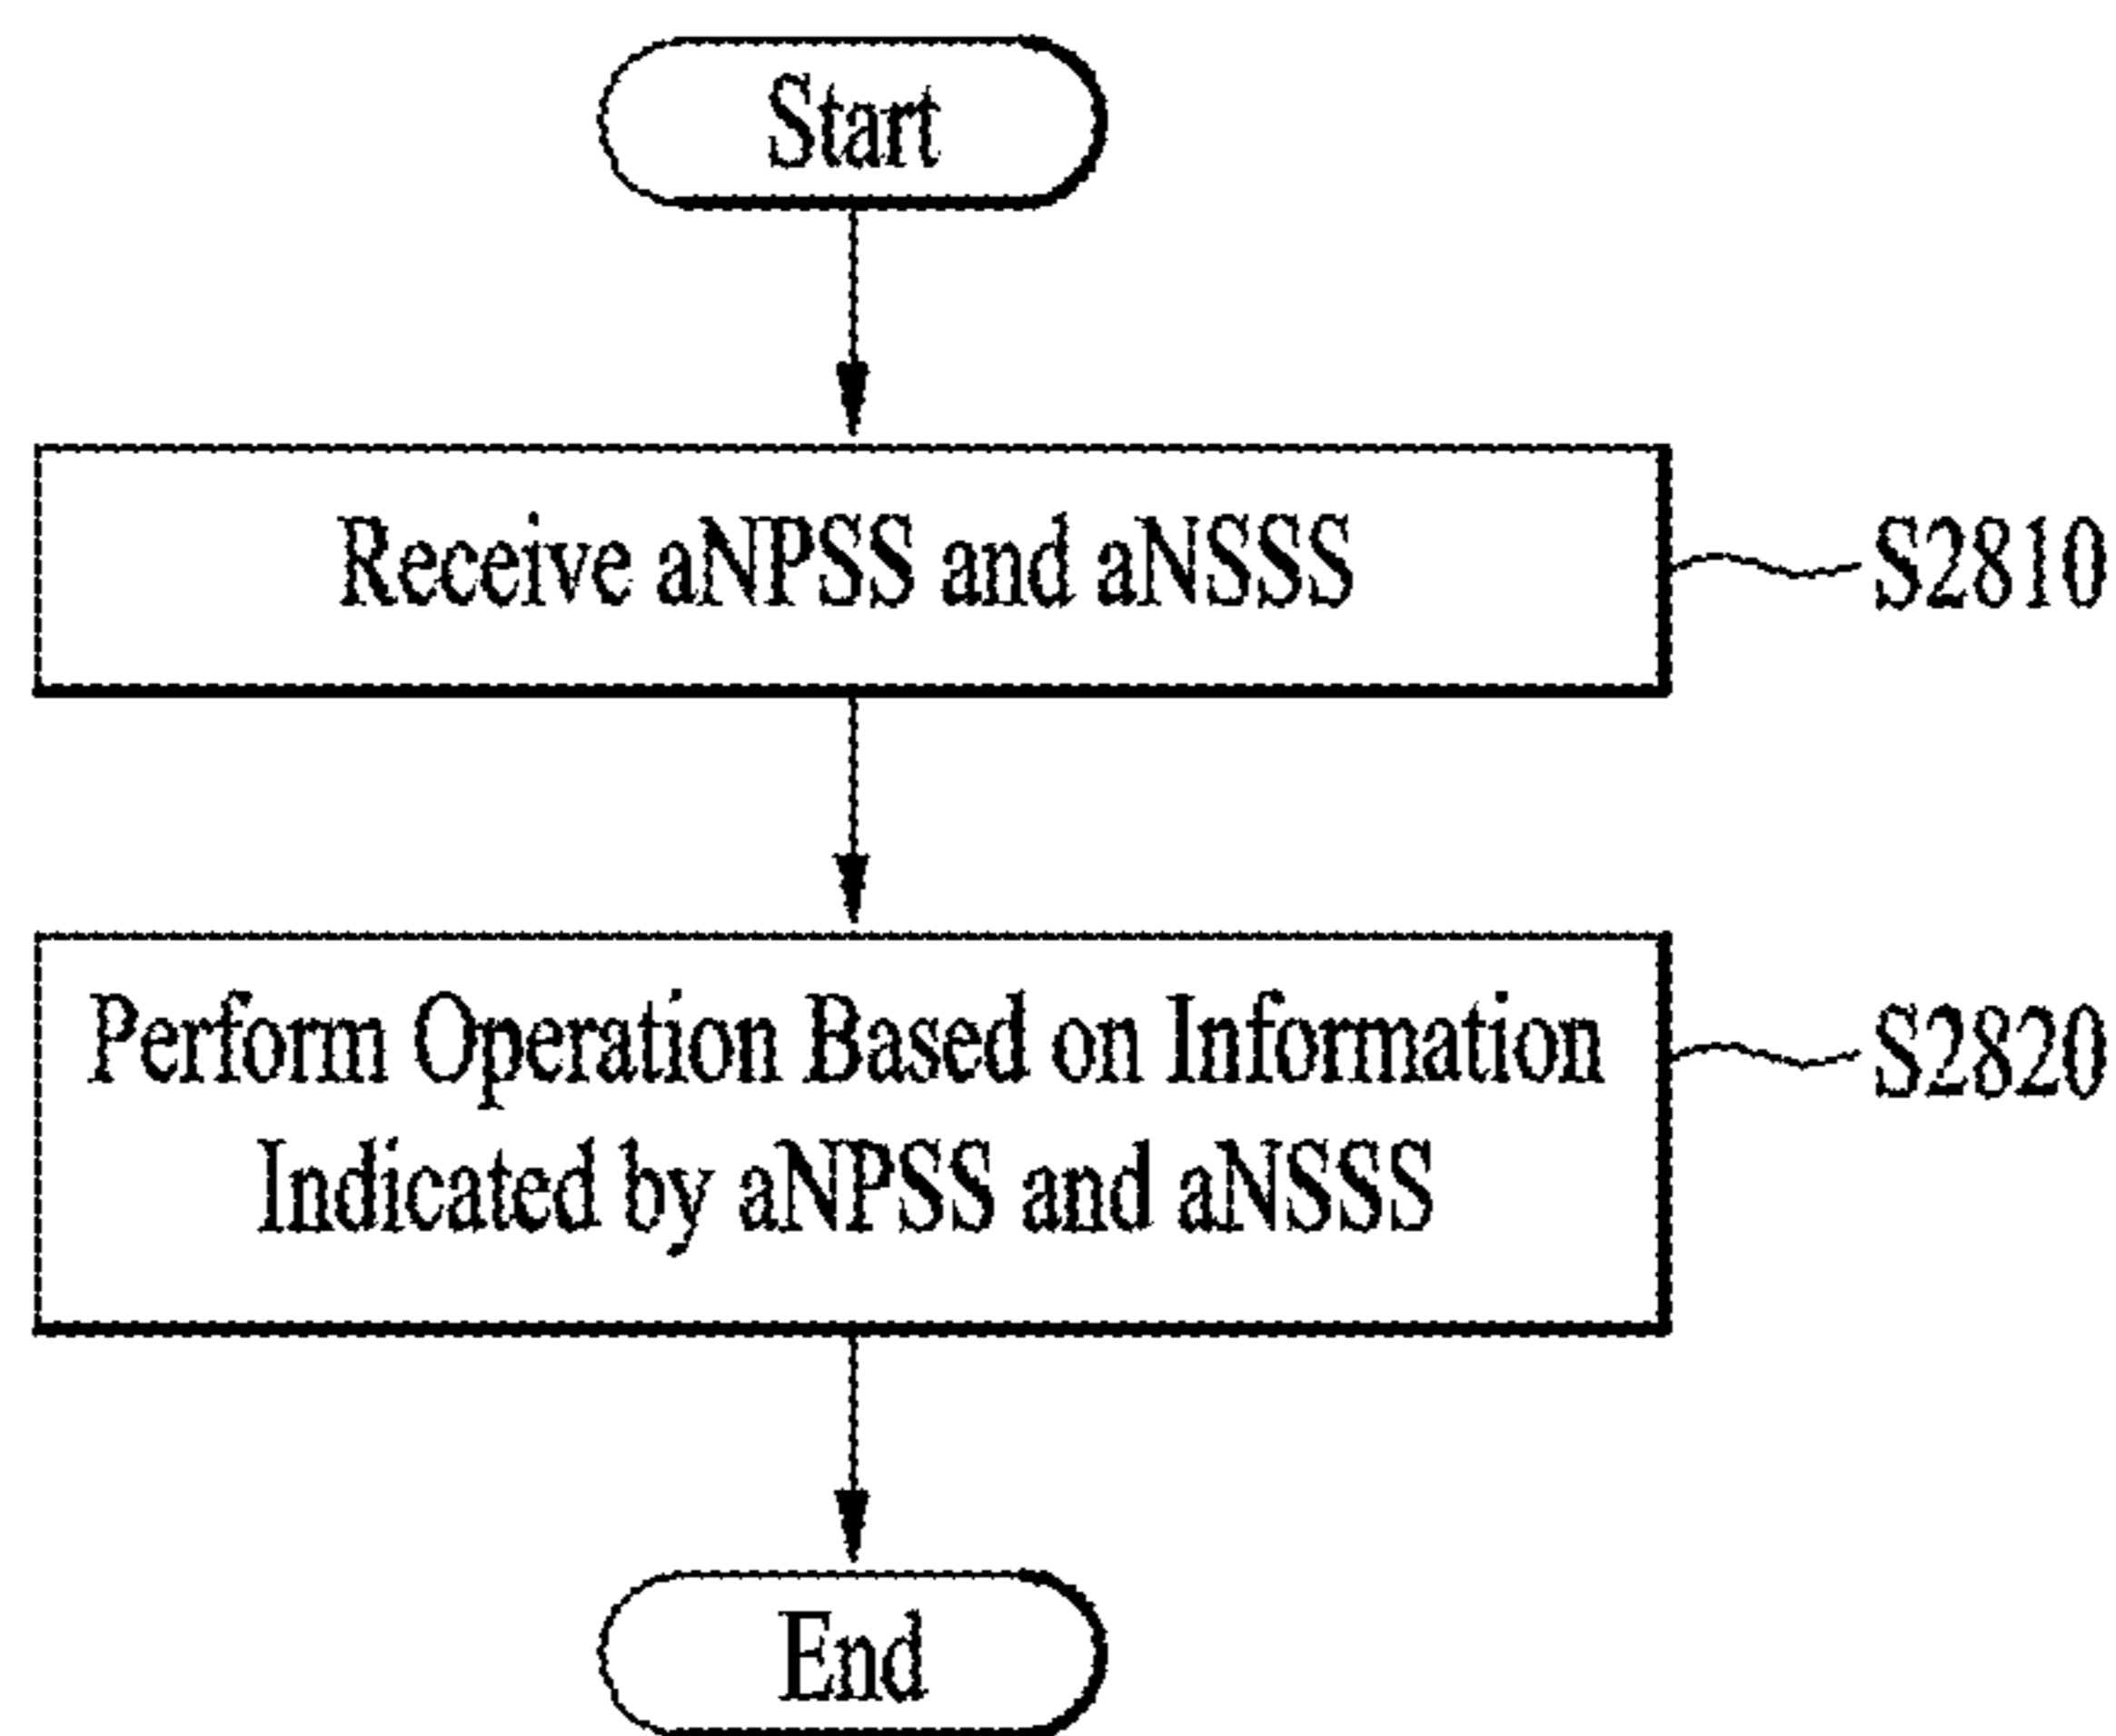 Start
Receive aNPSS and aNSSS
S2810
Perform Operation Based on Information
Indicated by aNPSS and aNSSS
S2820
End